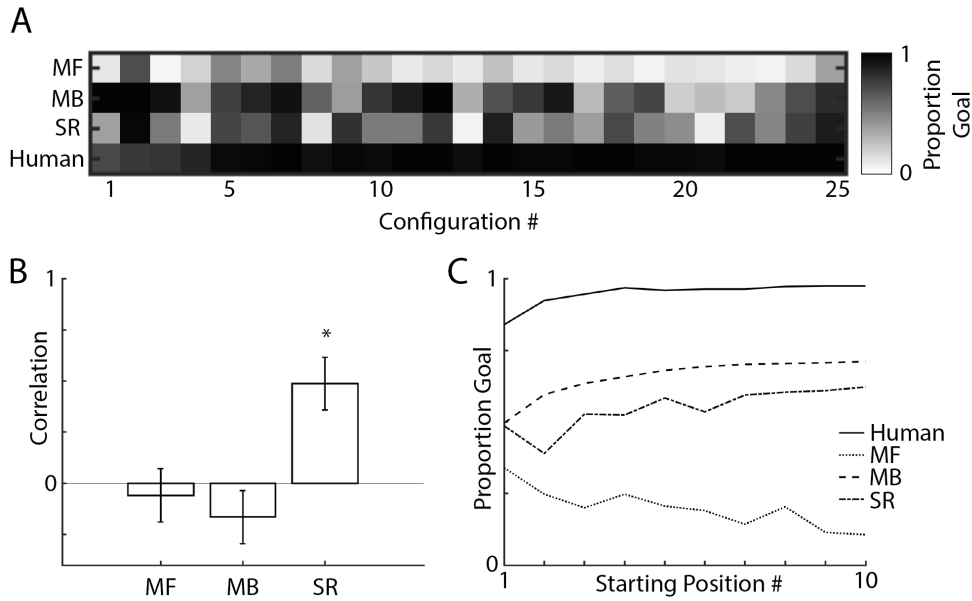 A
MF
MB
SR
Human
1 5 10 15 20 25
Configuration #
1
0
Proportion
Goal
B
1
0
Correlation
*
MF MB SR
C
1
0
Proportion Goal
1 10
Starting Position #
Human
MF
MB
SR